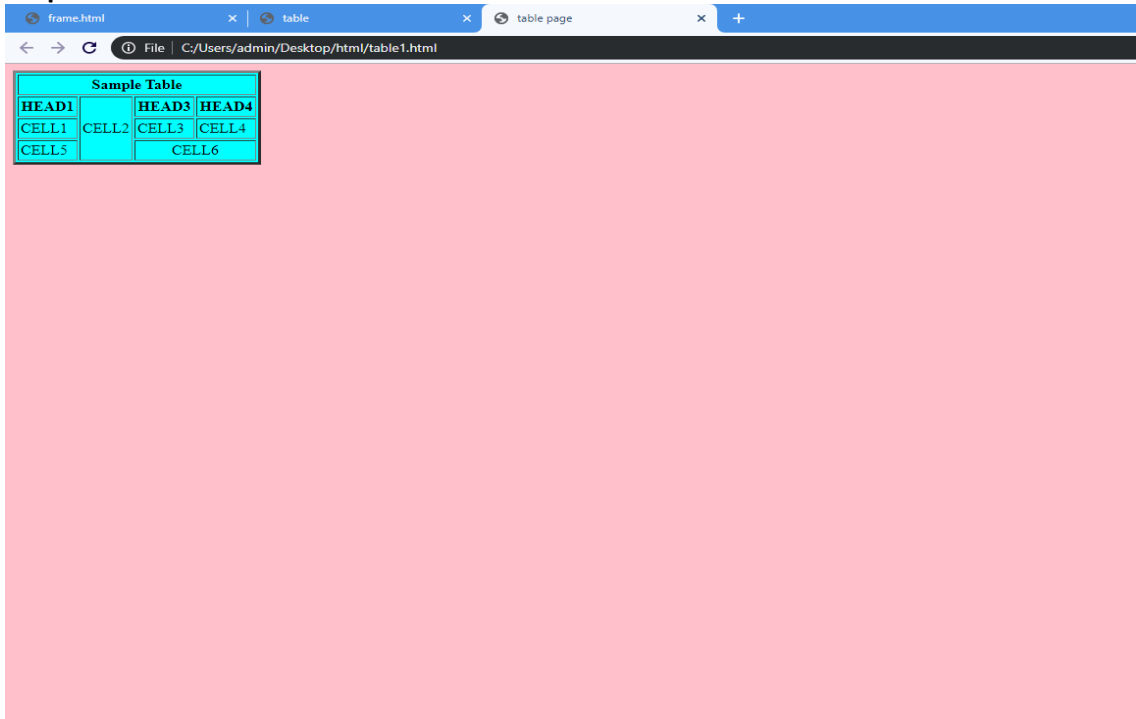 frame.html
table
table page
File C:/Users/admin/Desktop/html/table1.html
Sample Table
HEAD1 HEAD3 HEAD4
CELL1 CELL2 CELL3 CELL4
CELL5 CELL6